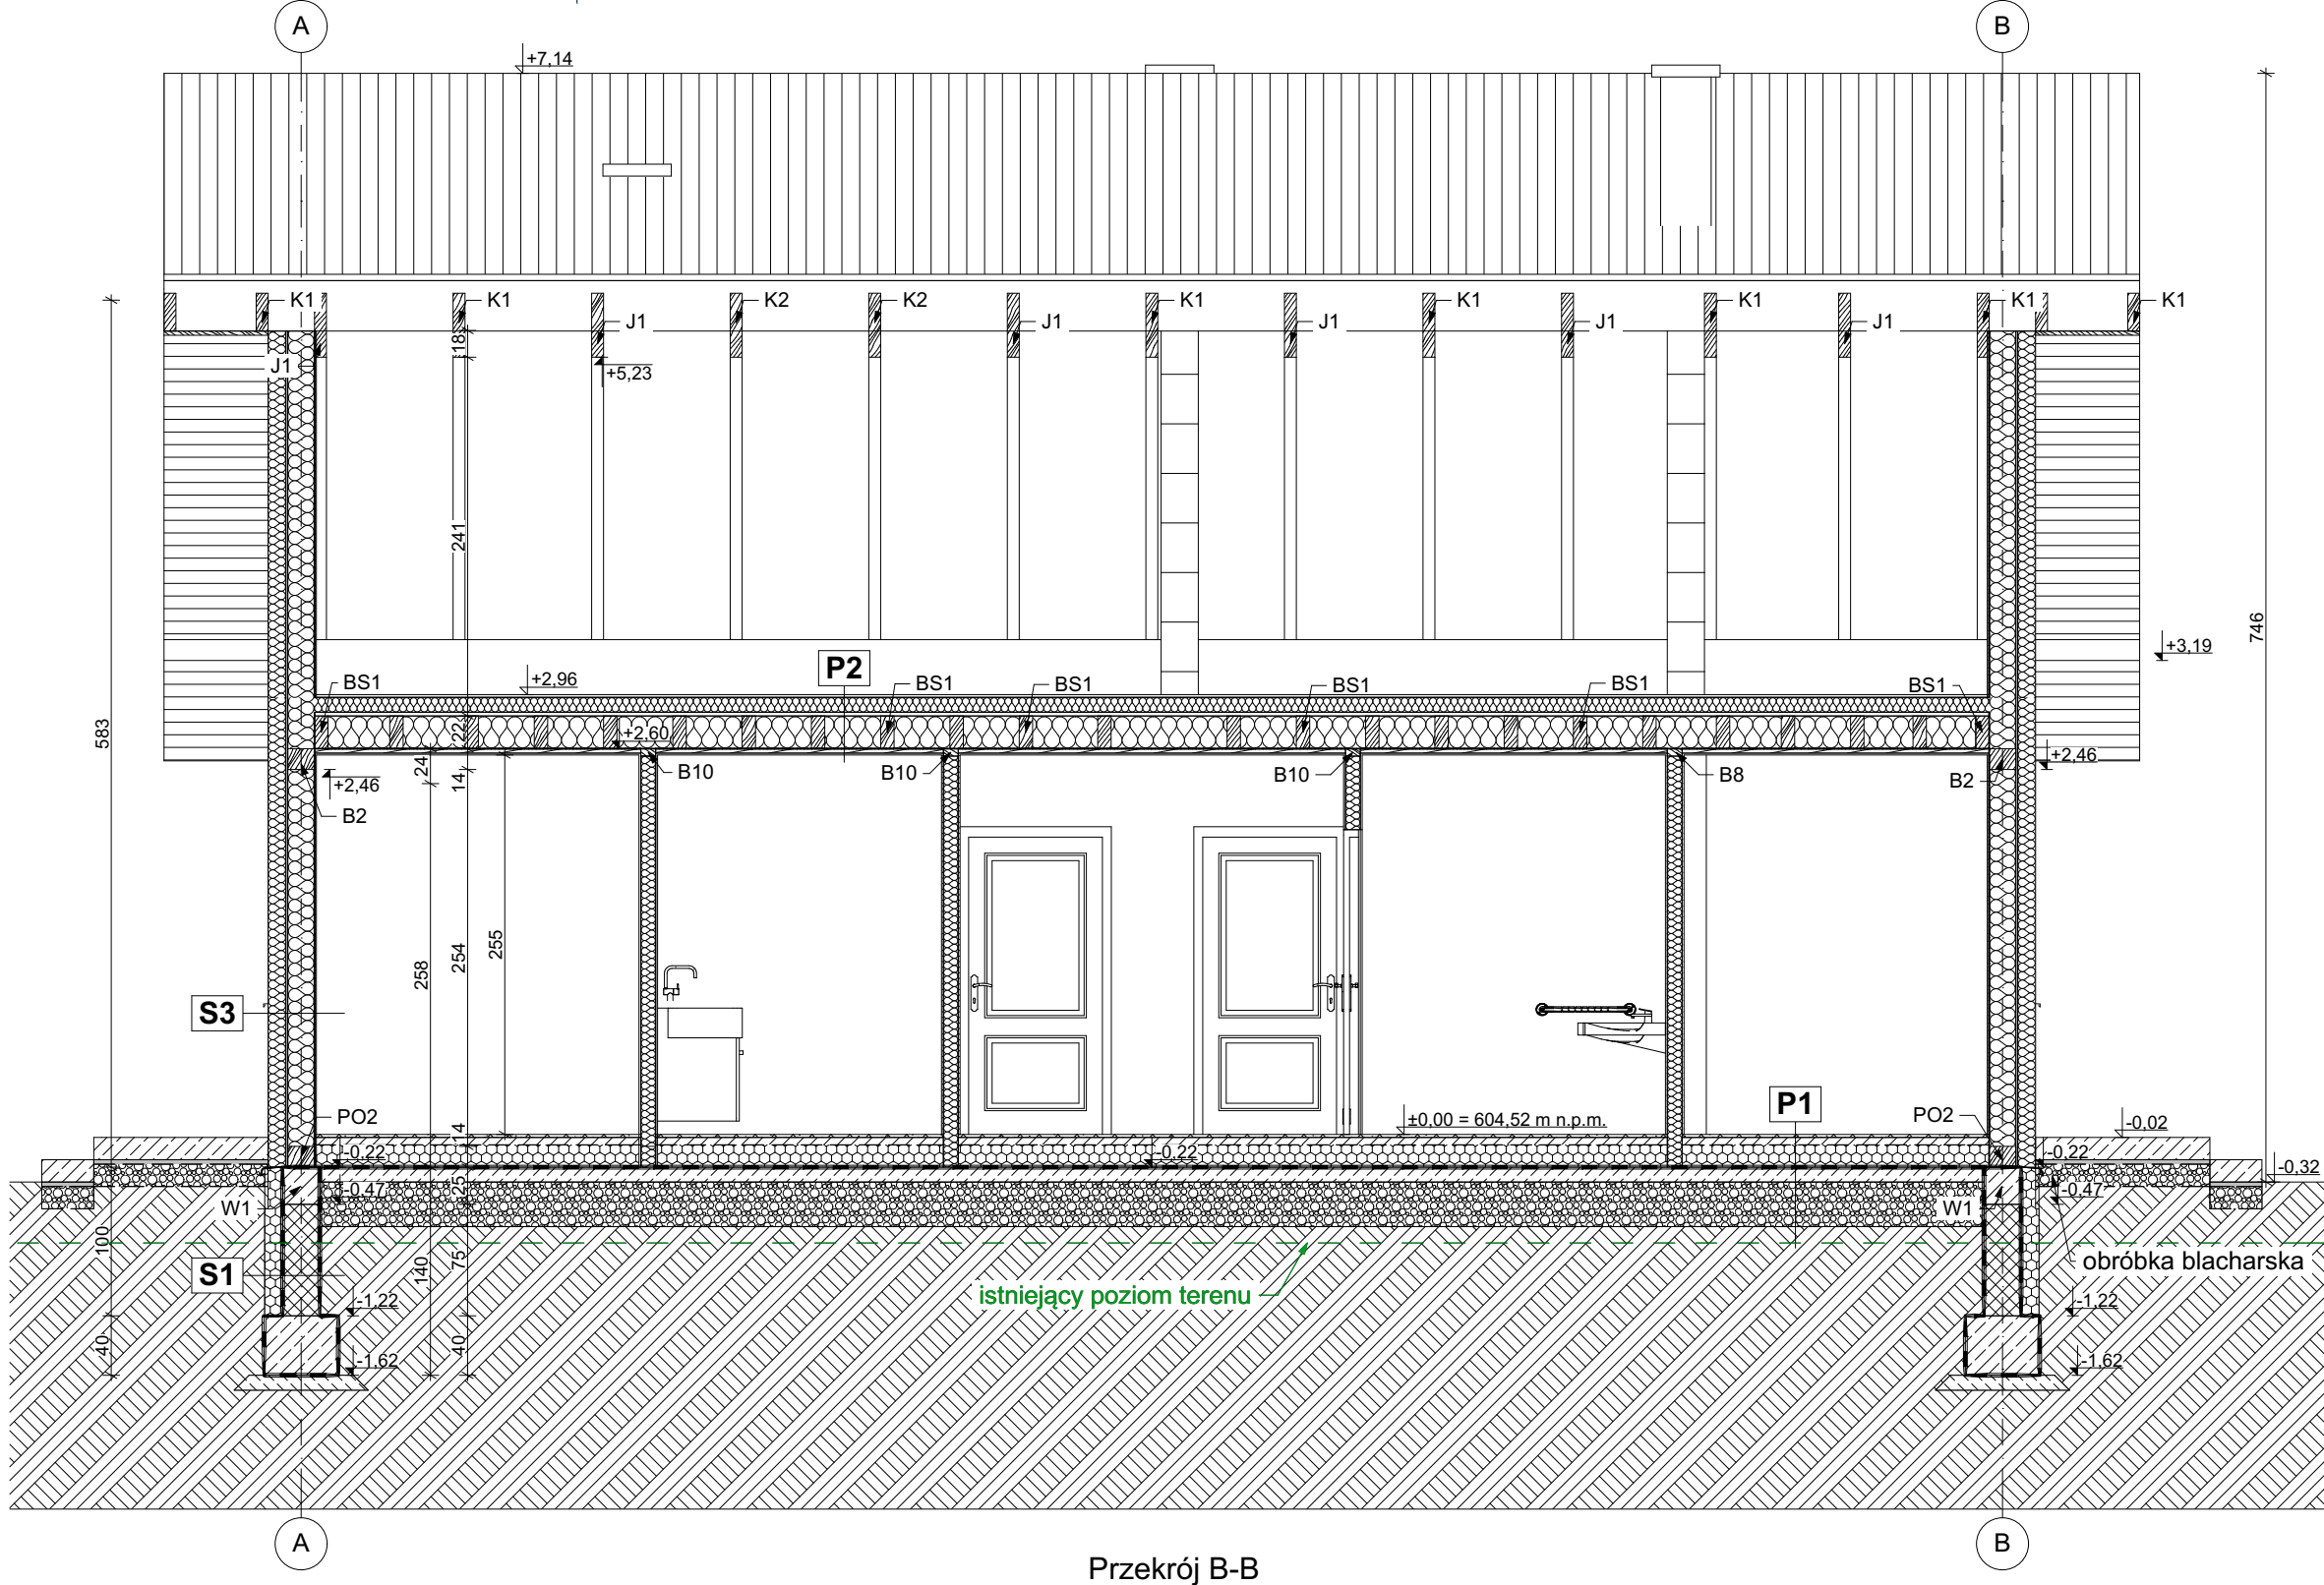 A
B
+7,14
K1
K1
K2
K2
K1
K1
K1
K1
K1
J1
J1
J1
J1
J1
J1
18
+5,23
241
746
+3,19
583
BS1
+2,96
P2
BS1
BS1
BS1
BS1
BS1
22
+2,60
24
14
+2,46
B2
B10
B10
B10
B8
B2
+2,46
258
254
255
S3
PO2
14
±0,00 = 604,52 m n.p.m.
P1
PO2
-0,02
-0,22
-0,22
-0,22
-0,32
-0,47
25
-0,47
W1
W1
100
140
75
S1
istniejący poziom terenu
obróbka blacharska
-1,22
-1,22
40
40
-1,62
-1,62
A
B
Przekrój B-B